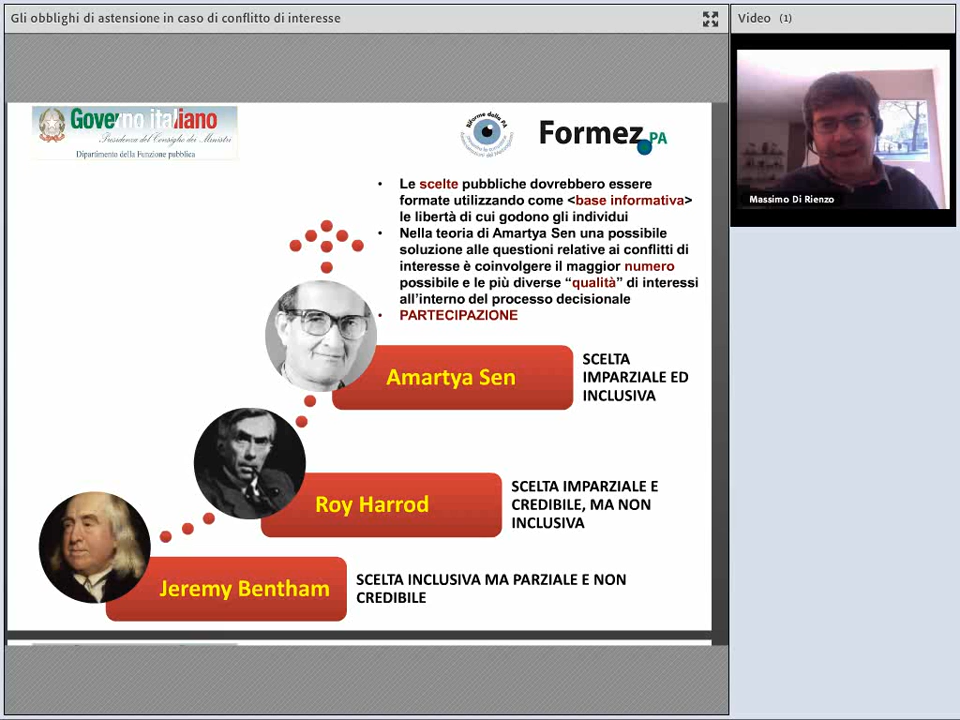 Gli obblighi di astensione in caso di conflitto di interesse
Video (1)
Governo italiano
Presidenza del Consiglio dei Ministri
Dipartimento della Funzione pubblica
Riforme della PA
Formez PA
Massimo Di Rienzo
• Le scelte pubbliche dovrebbero essere
formate utilizzando come <base informativa>
le libertà di cui godono gli individui
• Nella teoria di Amartya Sen una possibile
soluzione alle questioni relative ai conflitti di
interesse è coinvolgere il maggior numero
possibile e le più diverse “qualità” di interessi
all’interno del processo decisionale
• PARTECIPAZIONE
Amartya Sen
SCELTA
IMPARZIALE ED
INCLUSIVA
Roy Harrod
SCELTA IMPARZIALE E
CREDIBILE, MA NON
INCLUSIVA
Jeremy Bentham
SCELTA INCLUSIVA MA PARZIALE E NON
CREDIBILE